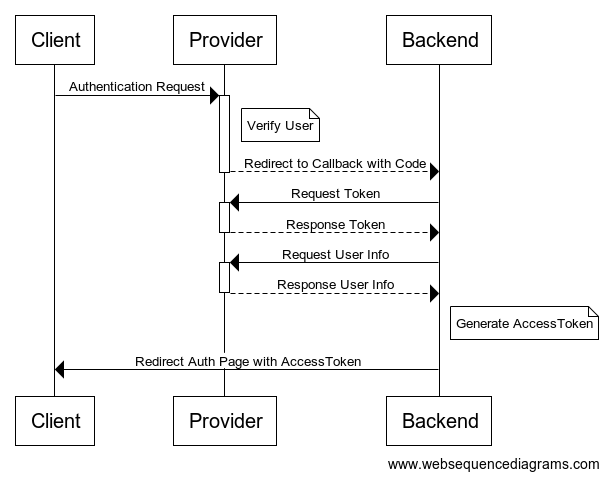 Client
Provider
Backend
Authentication Request
Verify User
Redirect to Callback with Code
Request Token
Response Token
Request User Info
Response User Info
Generate AccessToken
Redirect Auth Page with AccessToken
Client
Provider
Backend
www.websequencediagrams.com